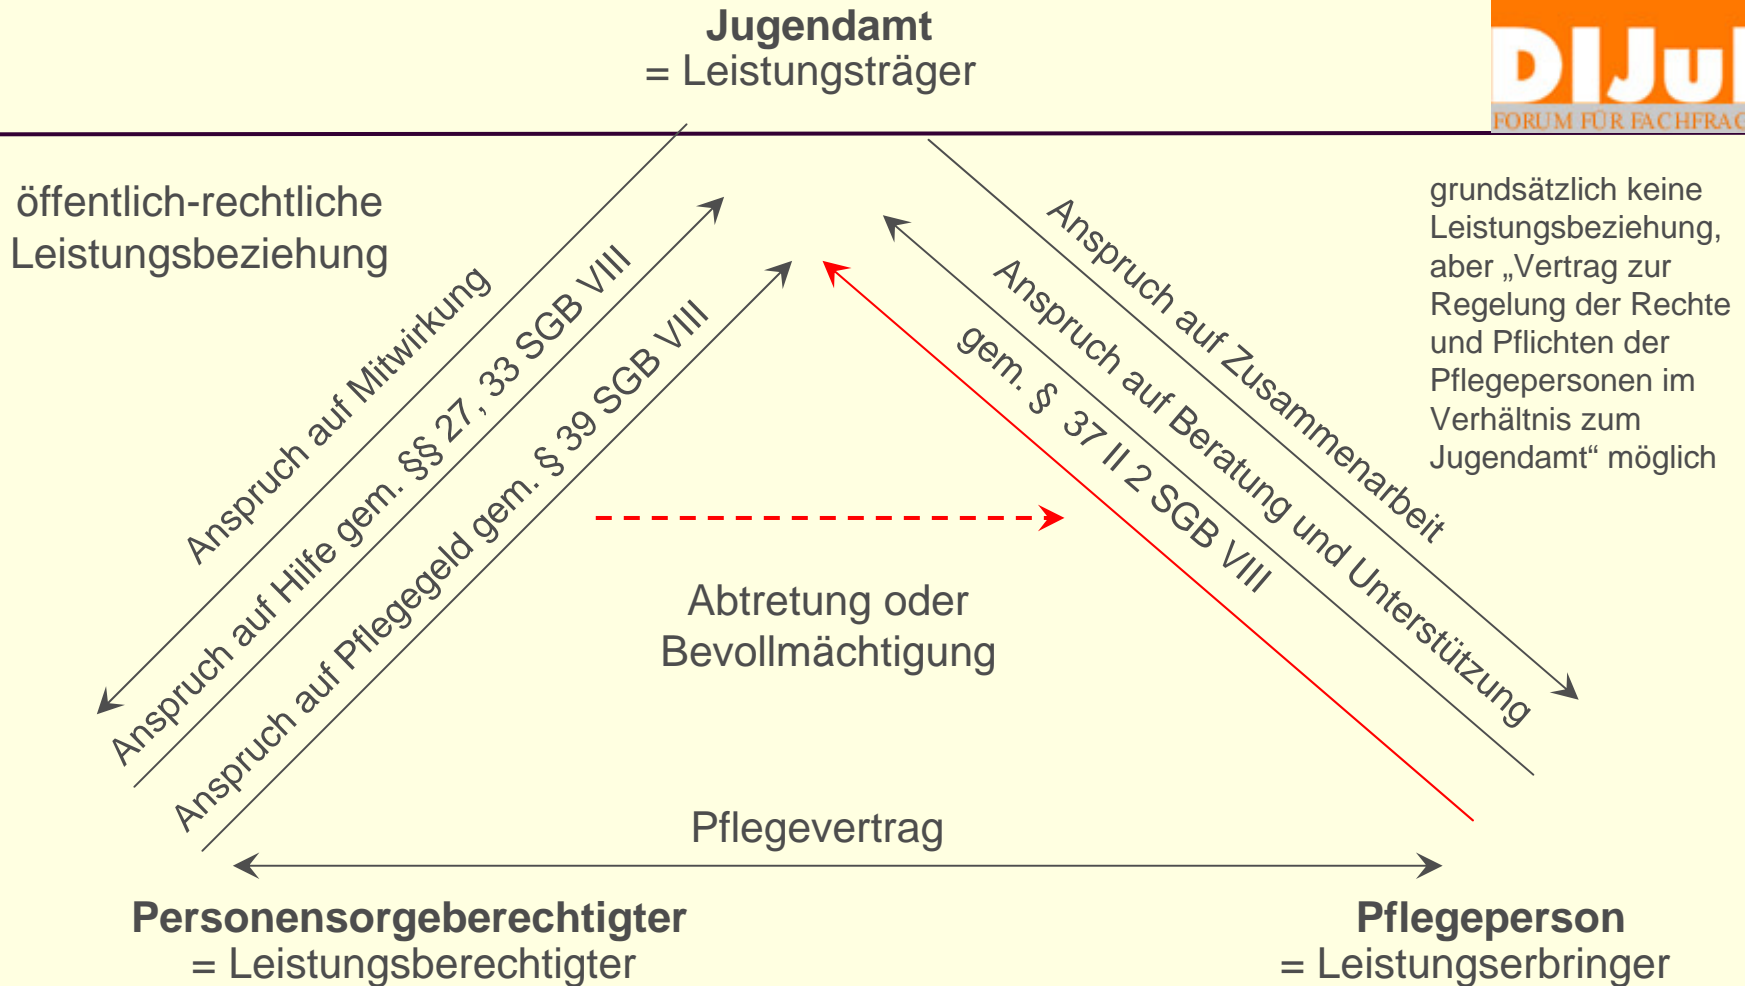 Jugendamt
= Leistungsträger
DIJu
FORUM FÜR FACHFRAG
öffentlich-rechtliche
Leistungsbeziehung
grundsätzlich keine
Leistungsbeziehung,
aber „Vertrag zur
Regelung der Rechte
und Pflichten der
Pflegepersonen im
Verhältnis zum
Jugendamt“ möglich
Anspruch auf Mitwirkung
Anspruch auf Hilfe gem. §§ 27, 33 SGB VIII
Anspruch auf Pflegegeld gem. § 39 SGB VIII
Anspruch auf Zusammenarbeit
Anspruch auf Beratung und Unterstützung
gem. § 37 II 2 SGB VIII
Abtretung oder
Bevollmächtigung
Pflegevertrag
Personensorgeberechtigter
= Leistungsberechtigter
Pflegeperson
= Leistungserbringer